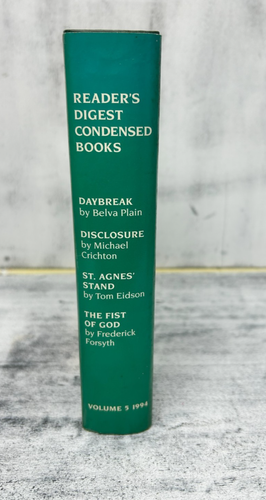 READER'S
DIGEST
CONDENSED
BOOKS
DAYBREAK
by Belva Plain
DISCLOSURE
by Michael
Crichton
ST. AGNES'
STAND
by Tom Eidson
THE FIST
OF GOD
by Frederick
Forsyth
VOLUME 5 1994